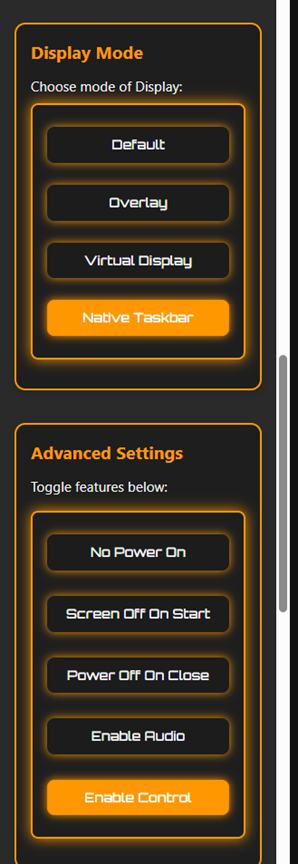 Display Mode
Choose mode of Display:
Default
Overlay
Virtual Display
Native Taskbar
Advanced Settings
Toggle features below:
No Power On
Screen Off On Start
Power Off On Close
Enable Audio
Enable Control